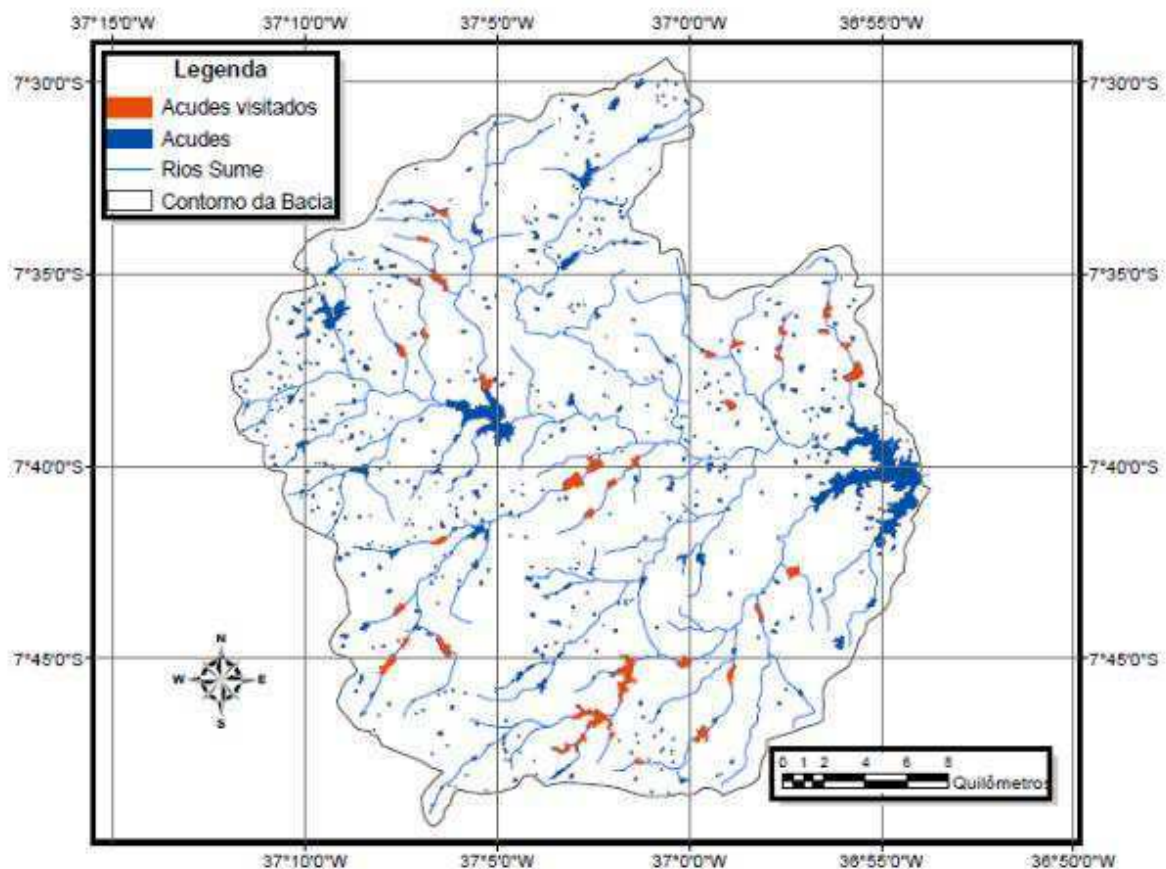 37°15'0"W 37°10'0"W 37°5'0"W 37°0'0"W 36°55'0"W
Legenda
Acudes visitados
Acudes
Rios Sume
Contorno da Bacia
7°30'0"S 7°30'0"S
7°35'0"S 7°35'0"S
7°40'0"S 7°40'0"S
7°45'0"S 7°45'0"S
N
W E
S
0 1 2 4 6 8
Quilômetros
37°10'0"W 37°5'0"W 37°0'0"W 36°55'0"W 36°50'0"W